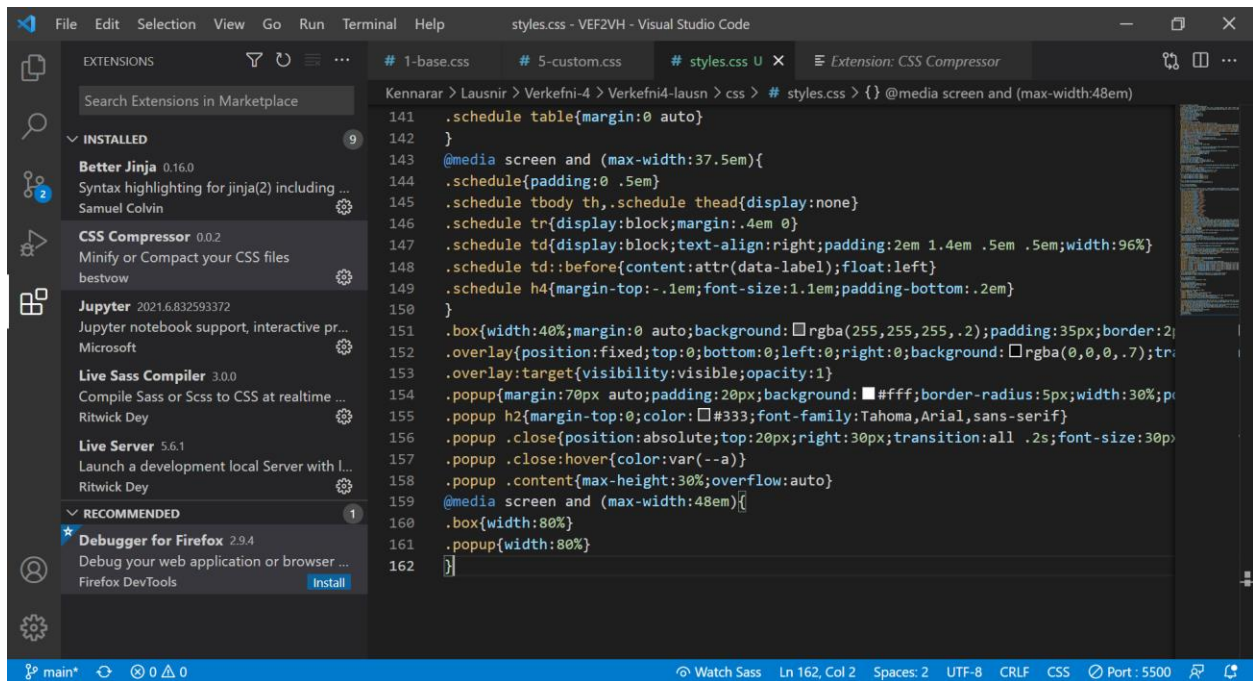 File Edit Selection View Go Run Terminal Help styles.css - VEF2VH - Visual Studio Code
EXTENSIONS
Search Extensions in Marketplace
INSTALLED 9
Better Jinja 0.16.0
Syntax highlighting for jinja(2) including ...
Samuel Colvin
CSS Compressor 0.0.2
Minify or Compact your CSS files
bestvow
Jupyter 2021.6.832593372
Jupyter notebook support, interactive pr...
Microsoft
Live Sass Compiler 3.0.0
Compile Sass or Scss to CSS at realtime ...
Ritwick Dey
Live Server 5.6.1
Launch a development local Server with l...
Ritwick Dey
RECOMMENDED 1
Debugger for Firefox 2.9.4
Debug your web application or browser ...
Firefox DevTools Install
2
# 1-base.css # 5-custom.css # styles.css U Extension: CSS Compressor
Kennarar > Lausnir > Verkefni-4 > Verkefni4-lausn > css > # styles.css > {} @media screen and (max-width:48em)
141 .schedule table{margin:0 auto}
142 }
143 @media screen and (max-width:37.5em){
144 .schedule{padding:0 .5em}
145 .schedule tbody th,.schedule thead{display:none}
146 .schedule tr{display:block;margin:.4em 0}
147 .schedule td{display:block;text-align:right;padding:2em 1.4em .5em .5em;width:96%}
148 .schedule td::before{content:attr(data-label);float:left}
149 .schedule h4{margin-top:-.1em;font-size:1.1em;padding-bottom:.2em}
150 }
151 .box{width:40%;margin:0 auto;background:rgba(255,255,255,.2);padding:35px;border:2
152 .overlay{position:fixed;top:0;bottom:0;left:0;right:0;background:rgba(0,0,0,.7);tra
153 .overlay:target{visibility:visible;opacity:1}
154 .popup{margin:70px auto;padding:20px;background:#fff;border-radius:5px;width:30%;p
155 .popup h2{margin-top:0;color:#333;font-family:Tahoma,Arial,sans-serif}
156 .popup .close{position:absolute;top:20px;right:30px;transition:all .2s;font-size:30p
157 .popup .close:hover{color:var(--a)}
158 .popup .content{max-height:30%;overflow:auto}
159 @media screen and (max-width:48em){
160 .box{width:80%}
161 .popup{width:80%}
162 }
main* 0 0 Watch Sass Ln 162, Col 2 Spaces: 2 UTF-8 CRLF CSS Port : 5500